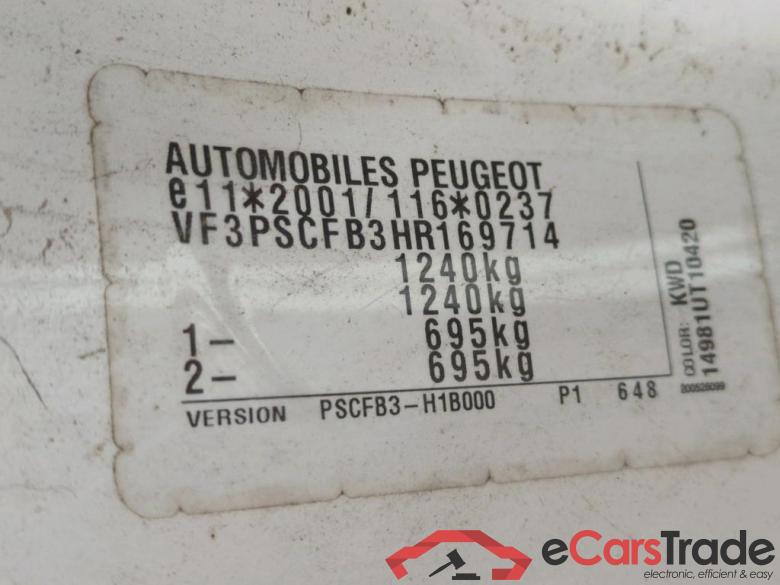 AUTOMOBILES PEUGEOT
e11*2001/116*0237
VF3PSCFB3HR169714
1240kg
1240kg
1- 695kg
2- 695kg
VERSION PSCFB3-H1B000 P1 648
COLOR: KWD
14981UT10420
200526099
eCarsTrade
electronic, efficient & easy